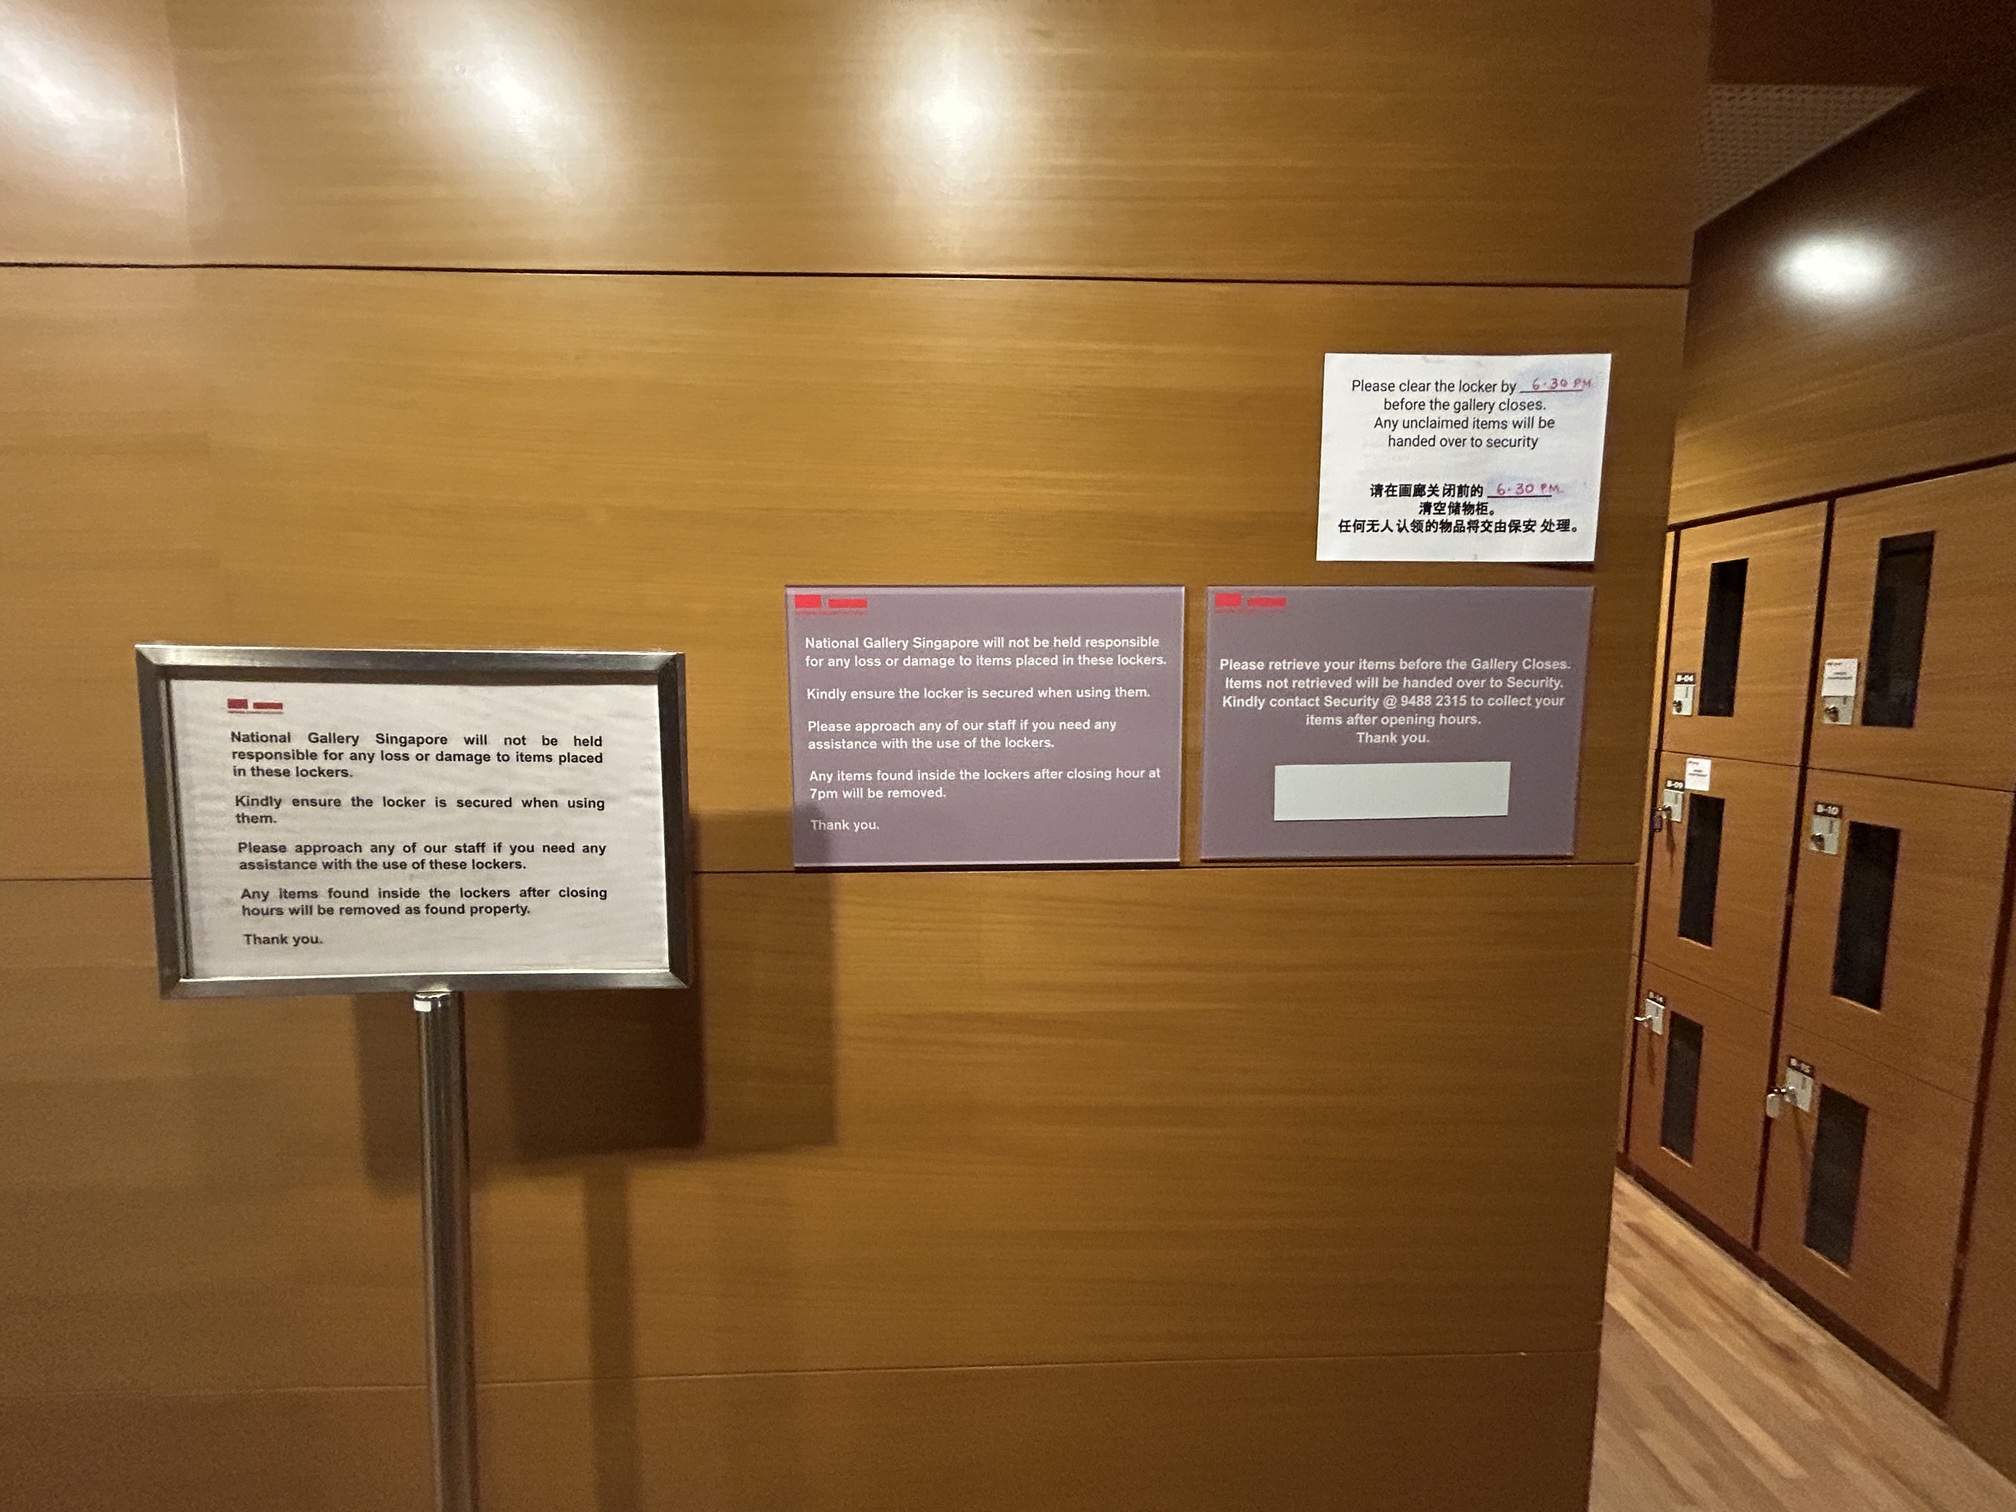 National Gallery Singapore will not be held
responsible for any loss or damage to items placed
in these lockers.
Kindly ensure the locker is secured when using
them.
Please approach any of our staff if you need any
assistance with the use of these lockers.
Any items found inside the lockers after closing
hours will be removed as found property.
Thank you.
National Gallery Singapore will not be held responsible
for any loss or damage to items placed in these lockers.
Kindly ensure the locker is secured when using them.
Please approach any of our staff if you need any
assistance with the use of the lockers.
Any items found inside the lockers after closing hour at
7pm will be removed.
Thank you.
Please clear the locker by 6.30 PM
before the gallery closes.
Any unclaimed items will be
handed over to security
请在画廊关闭前的 6.30 PM
清空储物柜。
任何无人认领的物品将交由保安 处理。
Please retrieve your items before the Gallery Closes.
Items not retrieved will be handed over to Security.
Kindly contact Security @ 9488 2315 to collect your
items after opening hours.
Thank you.
B-04
B-09
B-10
B-14
B-15